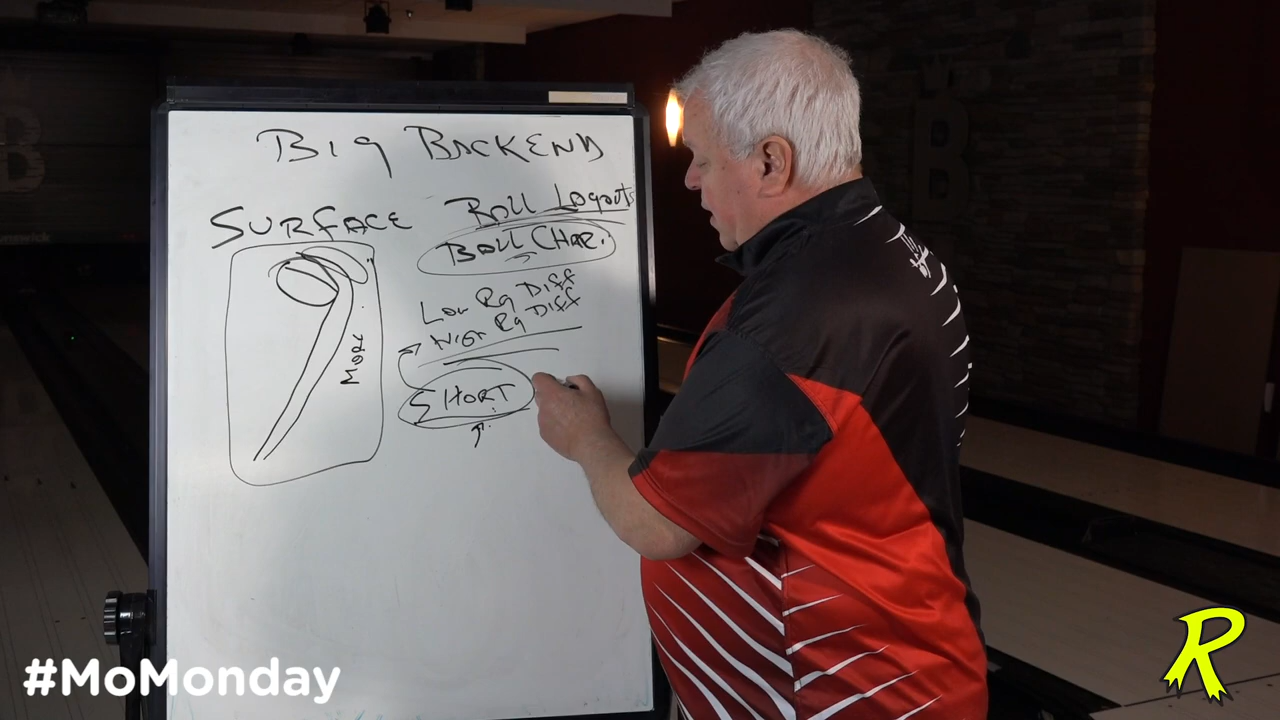 BIg BACKEND
SURFACE
BALL Layouts
BALL CHAR.
Low Rg Diff
HIGH Rg Diff
MORE
SHORT
B
B
#MoMonday
R